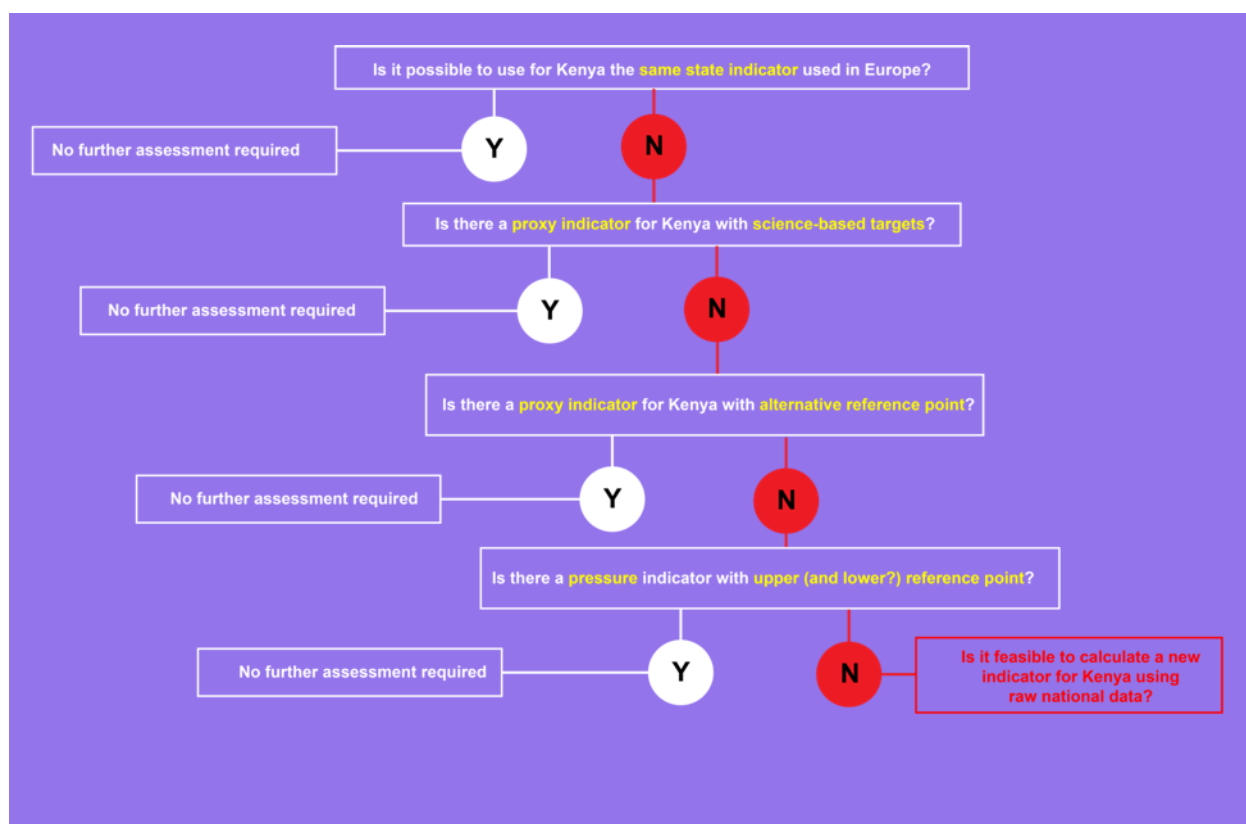 Is it possible to use for Kenya the same state indicator used in Europe?
Y
N
No further assessment required
Is there a proxy indicator for Kenya with science-based targets?
Y
N
No further assessment required
Is there a proxy indicator for Kenya with alternative reference point?
Y
N
No further assessment required
Is there a pressure indicator with upper (and lower?) reference point?
Y
N
No further assessment required
Is it feasible to calculate a new
indicator for Kenya using
raw national data?